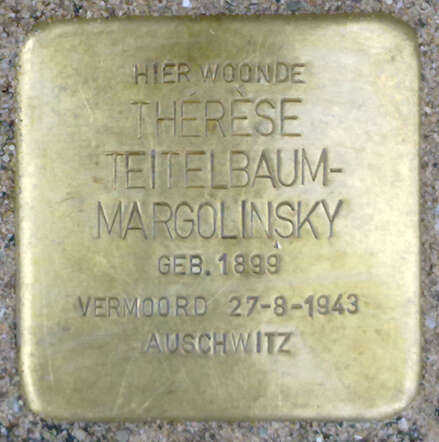 HIER WOONDE
THÉRÈSE
TEITELBAUM-
MARGOLINSKY
GEB. 1899
VERMOORD 27-8-1943
AUSCHWITZ